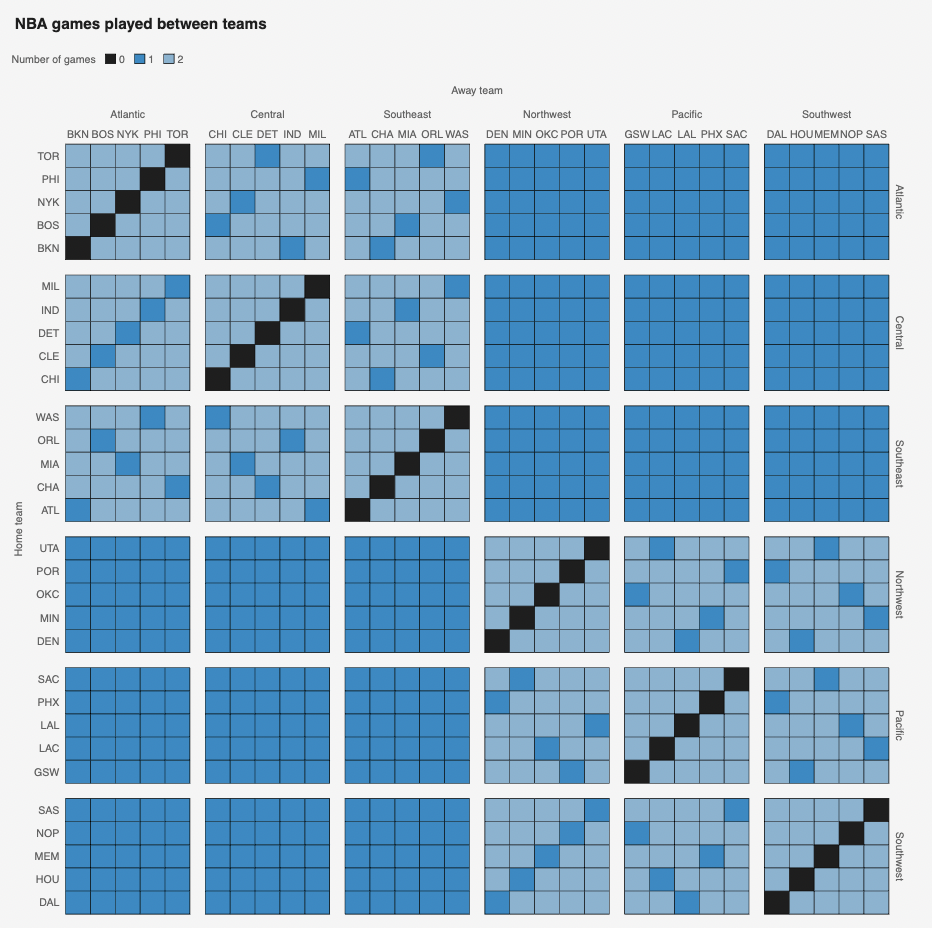 NBA games played between teams
Number of games 0 1 2
Away team
Atlantic Central Southeast Northwest Pacific Southwest
BKN BOS NYK PHI TOR CHI CLE DET IND MIL ATL CHA MIA ORL WAS DEN MIN OKC POR UTA GSW LAC LAL PHX SAC DAL HOU MEM NOP SAS
TOR
PHI
NYK
BOS
BKN
Atlantic
MIL
IND
DET
CLE
CHI
Central
WAS
ORL
MIA
CHA
ATL
Southeast
Home team
UTA
POR
OKC
MIN
DEN
Northwest
SAC
PHX
LAL
LAC
GSW
Pacific
SAS
NOP
MEM
HOU
DAL
Southwest